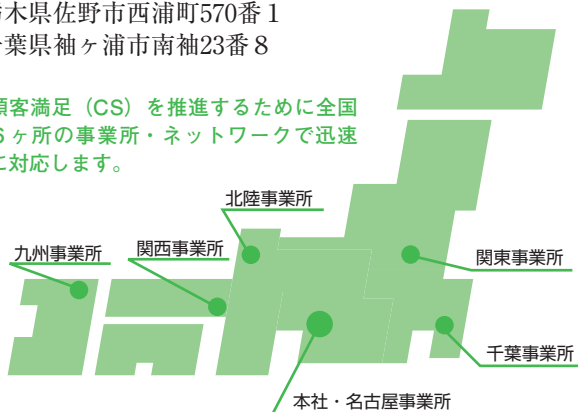 栃木県佐野市西浦町570番1
千葉県袖ヶ浦市南袖23番8
顧客満足（CS）を推進するために全国
6ヶ所の事業所・ネットワークで迅速
に対応します。
北陸事業所
九州事業所
関西事業所
関東事業所
千葉事業所
本社・名古屋事業所